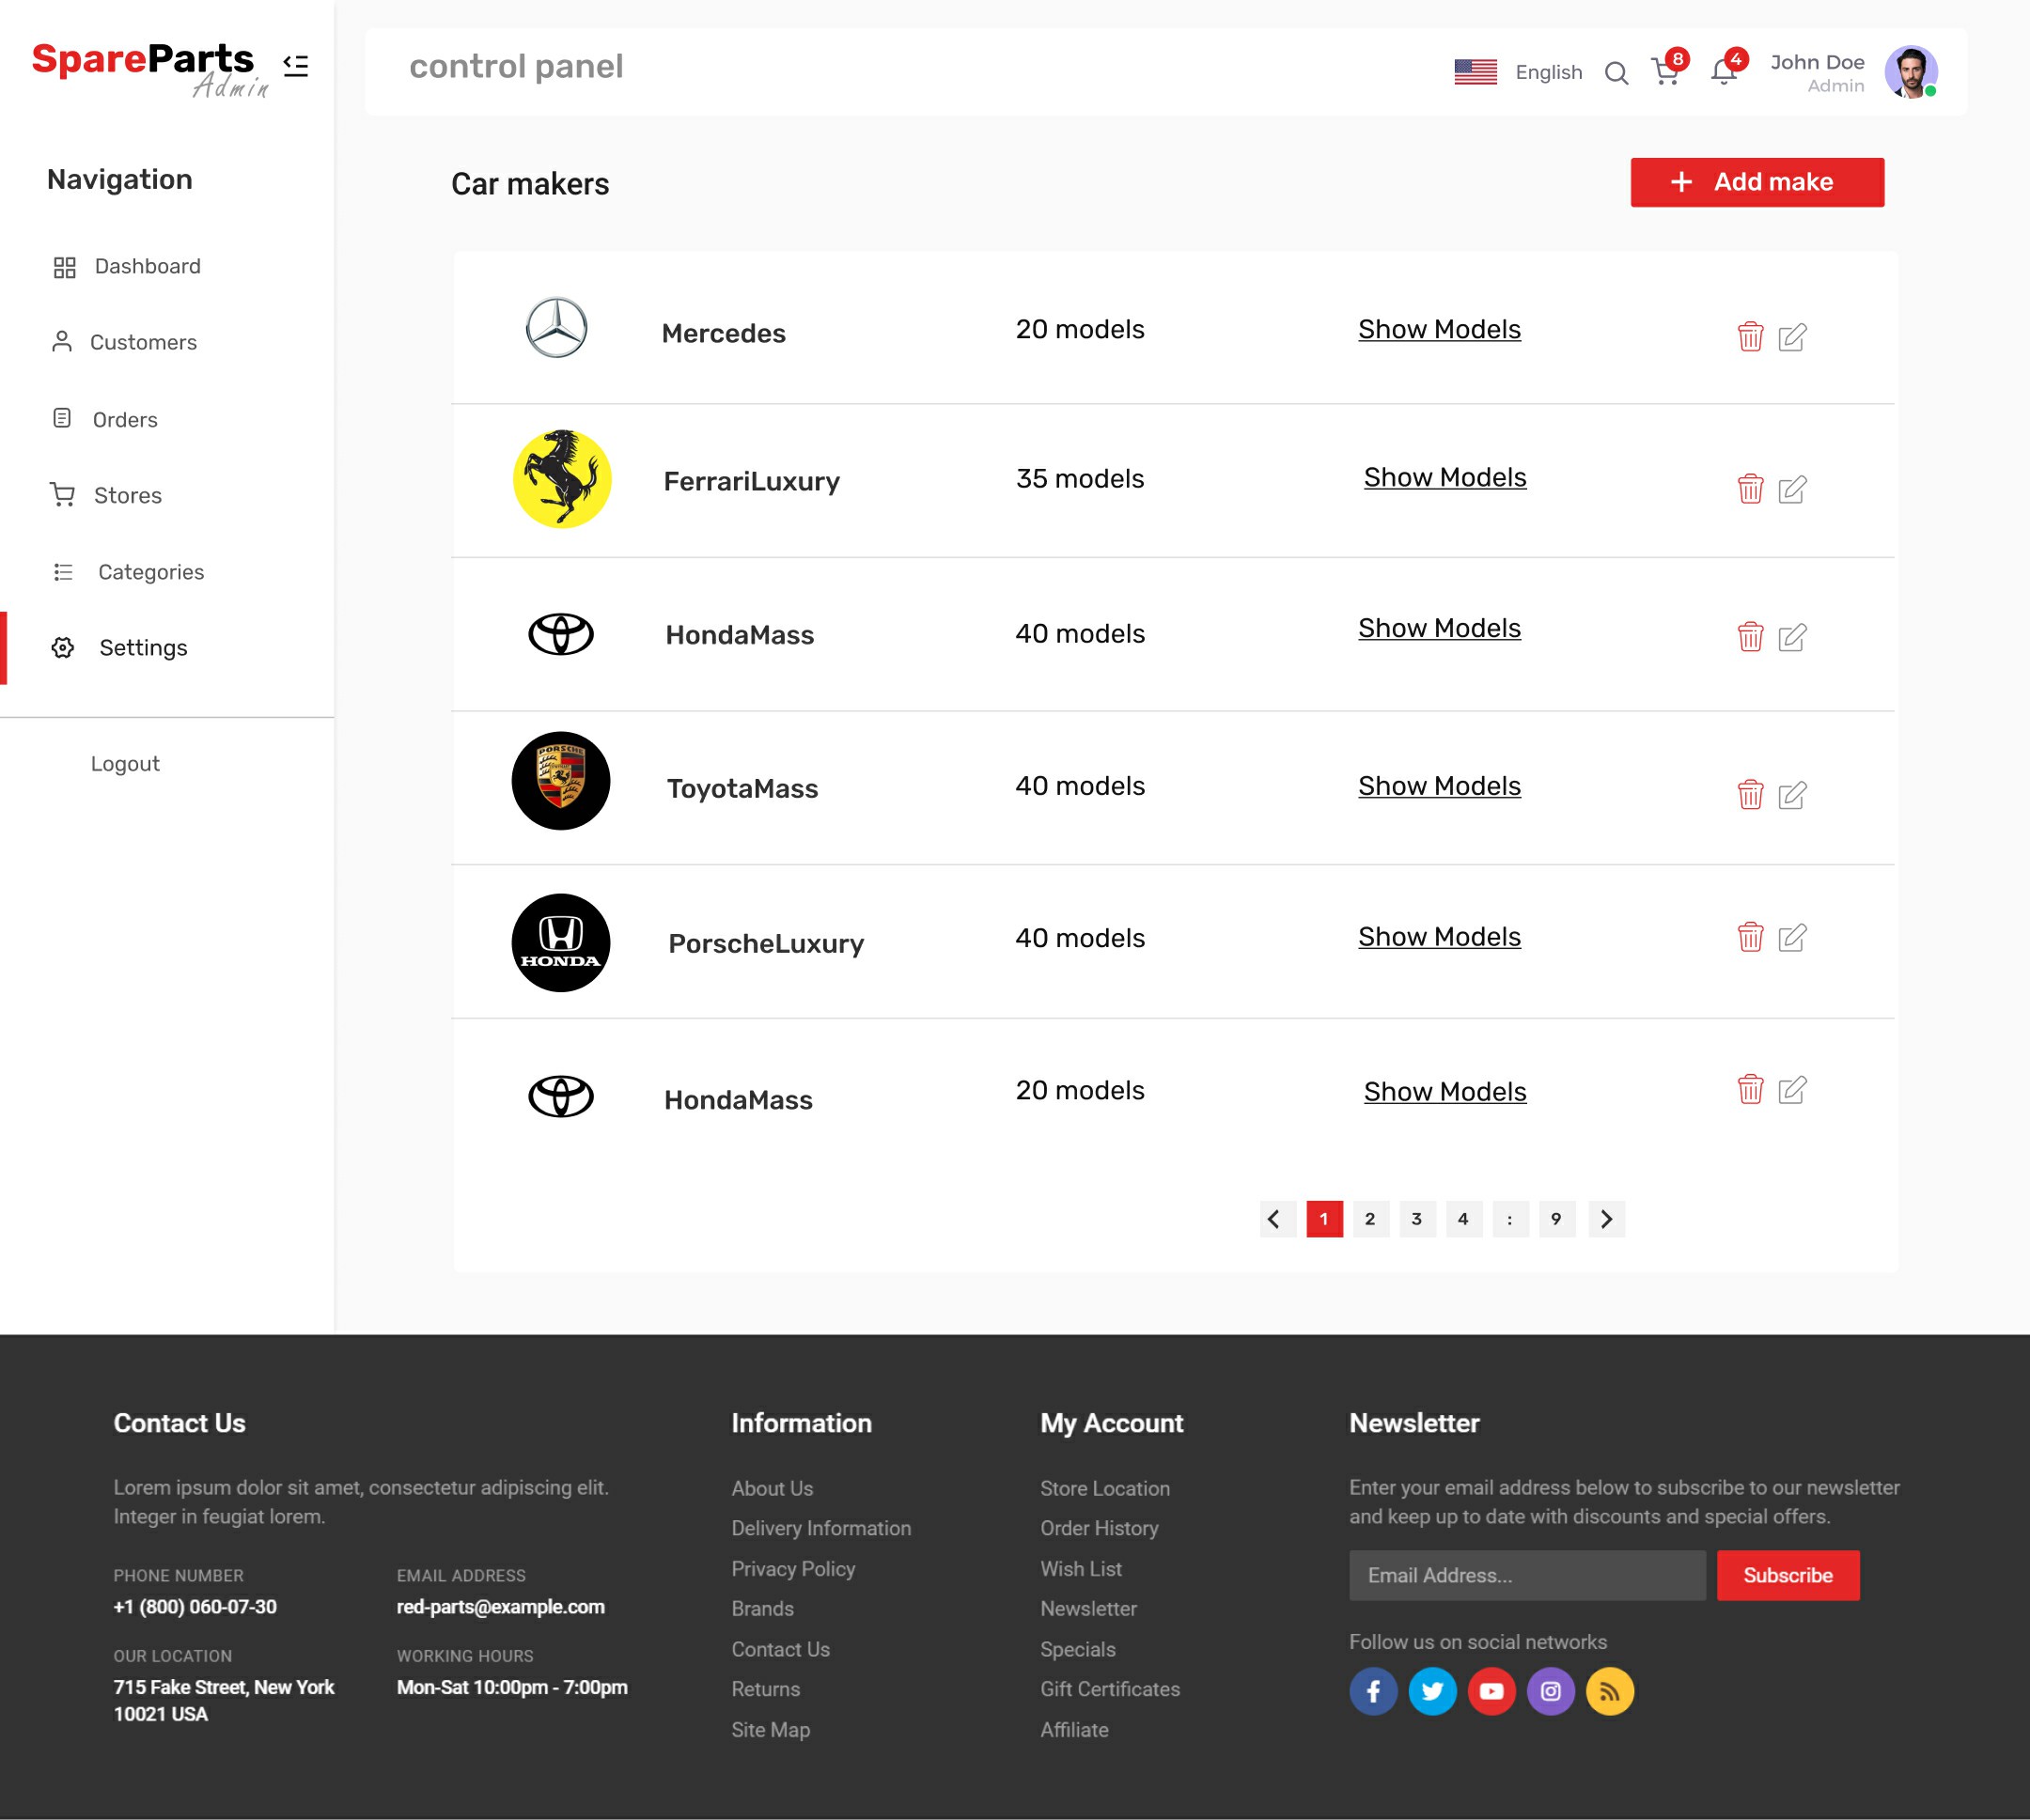 SpareParts
Admin
control panel
English
8
4
John Doe
Admin
Navigation
Dashboard
Customers
Orders
Stores
Categories
Settings
Logout
Car makers
+ Add make
Mercedes 20 models Show Models
FerrariLuxury 35 models Show Models
HondaMass 40 models Show Models
PORSCHE
ToyotaMass 40 models Show Models
HONDA
PorscheLuxury 40 models Show Models
HondaMass 20 models Show Models
1 2 3 4 : 9
Contact Us
Lorem ipsum dolor sit amet, consectetur adipiscing elit.
Integer in feugiat lorem.
PHONE NUMBER
+1 (800) 060-07-30
EMAIL ADDRESS
red-parts@example.com
OUR LOCATION
715 Fake Street, New York
10021 USA
WORKING HOURS
Mon-Sat 10:00pm - 7:00pm
Information
About Us
Delivery Information
Privacy Policy
Brands
Contact Us
Returns
Site Map
My Account
Store Location
Order History
Wish List
Newsletter
Specials
Gift Certificates
Affiliate
Newsletter
Enter your email address below to subscribe to our newsletter
and keep up to date with discounts and special offers.
Email Address...
Subscribe
Follow us on social networks